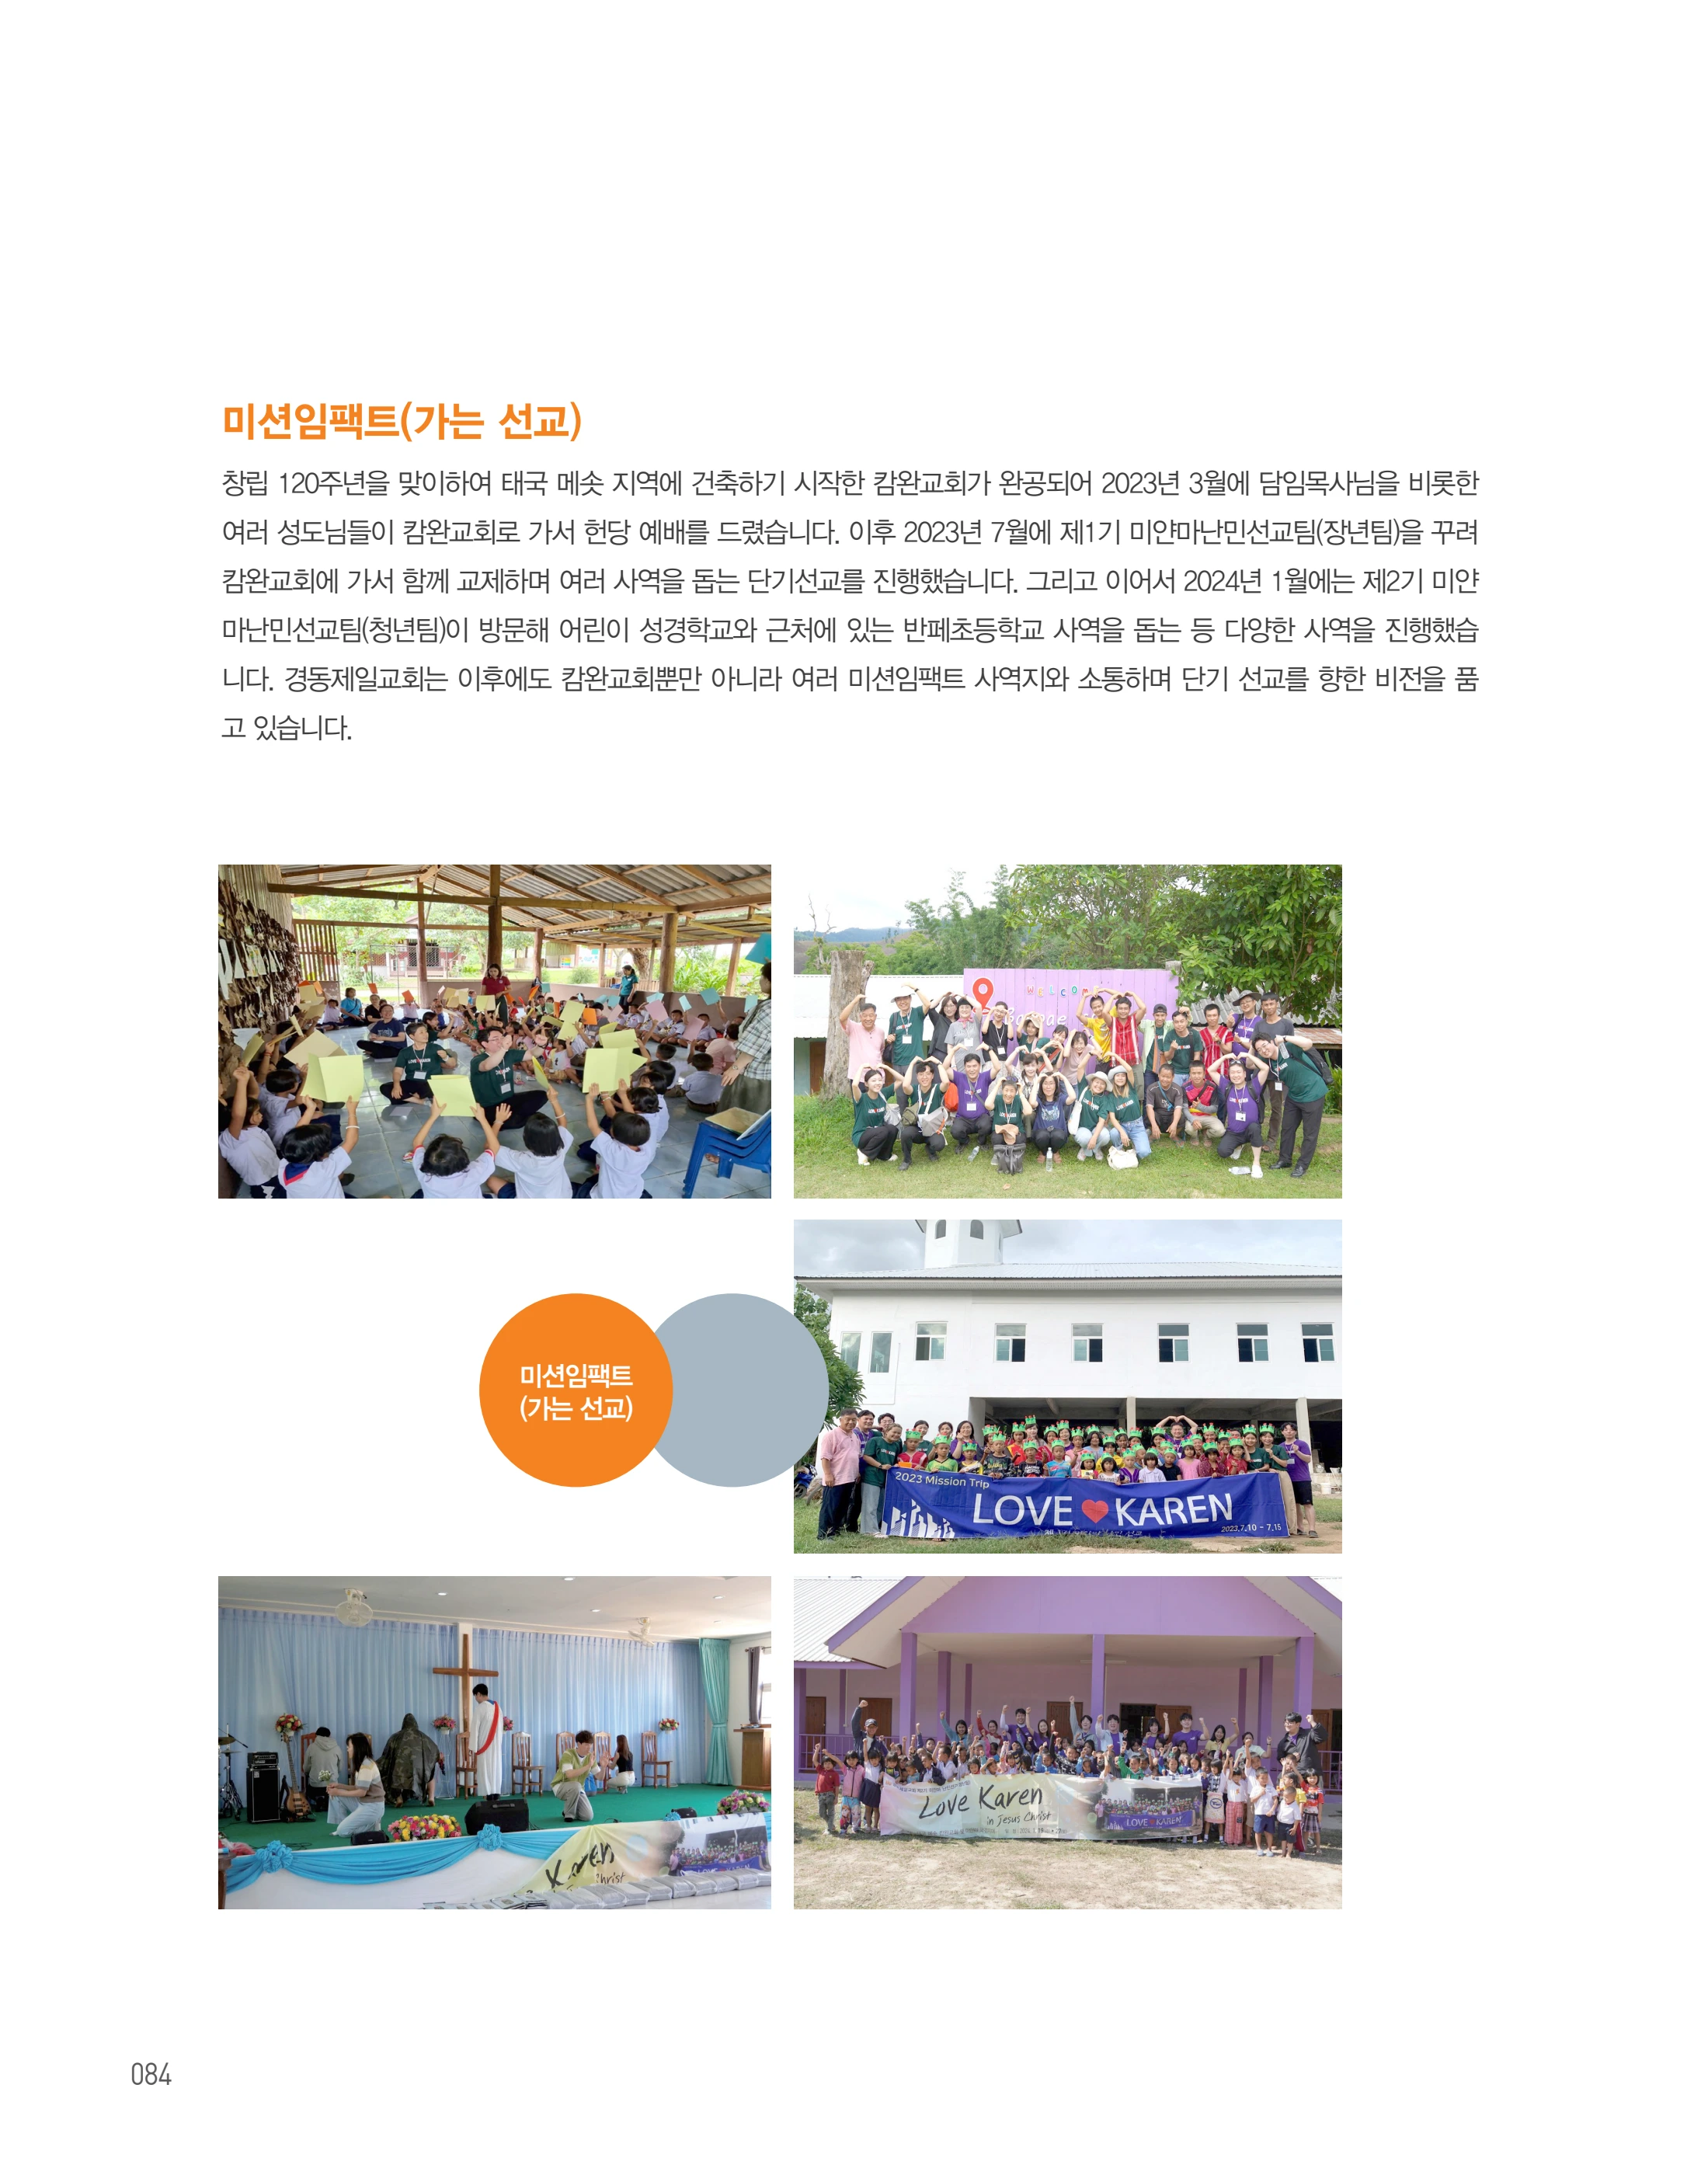 미션임팩트(가는 선교)
창립 120주년을 맞이하여 태국 메솟 지역에 건축하기 시작한 캄완교회가 완공되어 2023년 3월에 담임목사님을 비롯한
여러 성도님들이 캄완교회로 가서 헌당 예배를 드렸습니다. 이후 2023년 7월에 제1기 미얀마난민선교팀(장년팀)을 꾸려
캄완교회에 가서 함께 교제하며 여러 사역을 돕는 단기선교를 진행했습니다. 그리고 이어서 2024년 1월에는 제2기 미얀
마난민선교팀(청년팀)이 방문해 어린이 성경학교와 근처에 있는 반페초등학교 사역을 돕는 등 다양한 사역을 진행했습
니다. 경동제일교회는 이후에도 캄완교회뿐만 아니라 여러 미션임팩트 사역지와 소통하며 단기 선교를 향한 비전을 품
고 있습니다.
WELCOM
미션임팩트
(가는 선교)
2023 Mission Trip
LOVE KAREN
2023.7.10 - 7.15
Karen
Christ
Love Karen
in Jesus Christ
LOVE KAREN
084